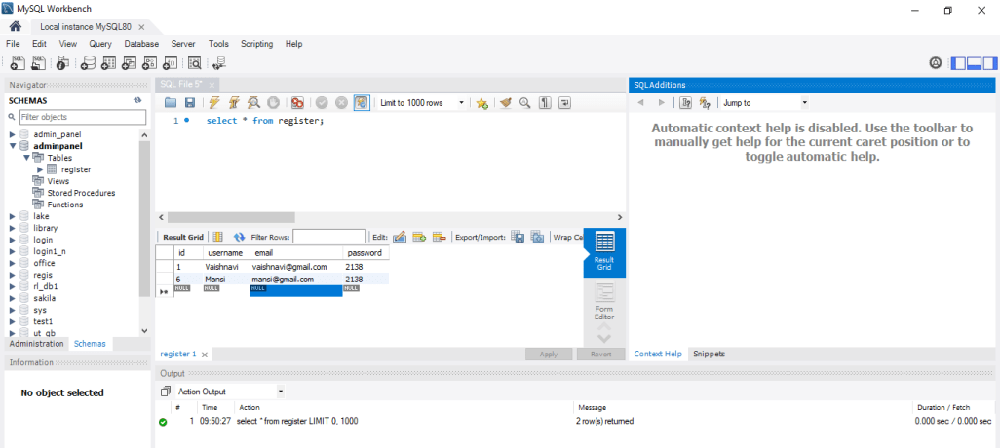 MySQL Workbench
Local instance MySQL80 ×
File Edit View Query Database Server Tools Scripting Help
Navigator
SCHEMAS
Filter objects
admin_panel
adminpanel
Tables
register
Views
Stored Procedures
Functions
lake
library
login
login1_n
office
regis
rl_db1
sakila
sys
test1
ut_gb
Administration Schemas
Information
No object selected
SQL File 5* ×
Limit to 1000 rows
1 select * from register;
Result Grid Filter Rows: Edit: Export/Import: Wrap Ce
id username email password
1 Vaishnavi vaishnavi@gmail.com 2138
6 Mansi mansi@gmail.com 2138
NULL NULL NULL NULL
Result
Grid
Form
Editor
register 1 × Apply Revert
SQLAdditions
Jump to
Automatic context help is disabled. Use the toolbar to
manually get help for the current caret position or to
toggle automatic help.
Context Help Snippets
Output
Action Output
# Time Action Message Duration / Fetch
1 09:50:27 select * from register LIMIT 0, 1000 2 row(s) returned 0.000 sec / 0.000 sec